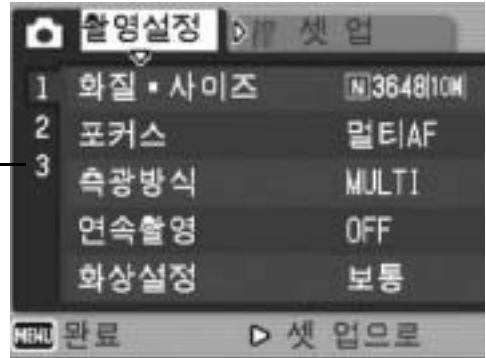 촬영설정 셋 업
1 화질・사이즈 N3648|10M
2 포커스 멀티AF
3 측광방식 MULTI
연속촬영 OFF
화상설정 보통
MENU 완료 셋 업으로